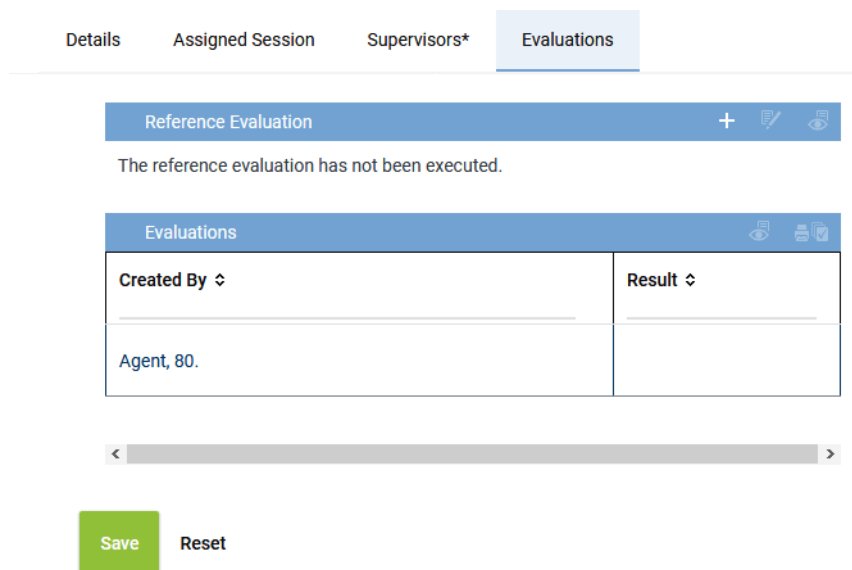 Details Assigned Session Supervisors* Evaluations
Reference Evaluation
The reference evaluation has not been executed.
Evaluations
Created By Result
Agent, 80.
Save Reset